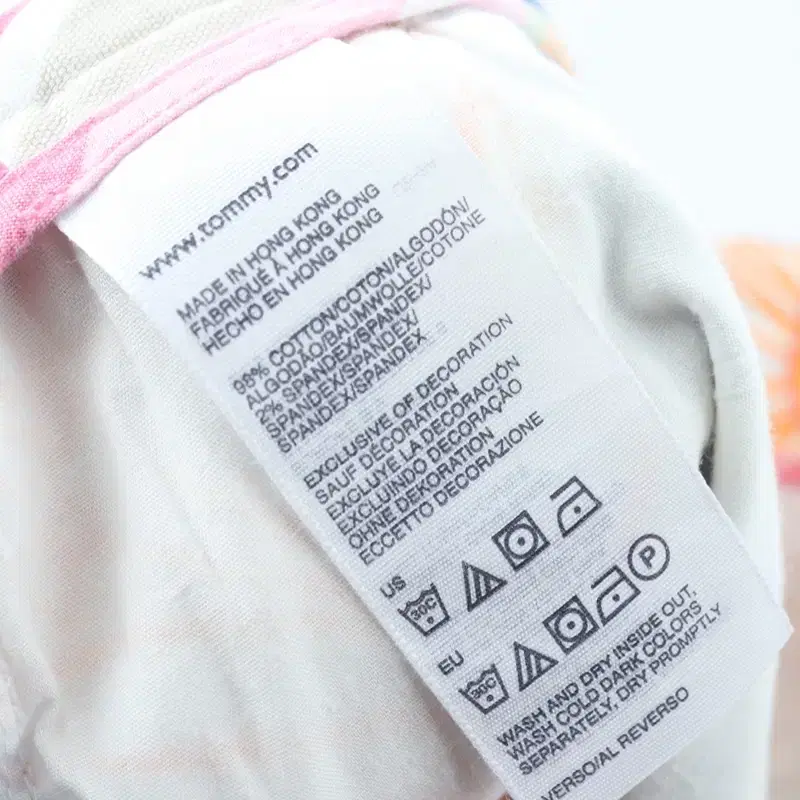 www.tommy.com
MADE IN HONG KONG
FABRIQUÉ À HONG KONG
HECHO EN HONG KONG
98% COTTON/COTON/ALGODÓN/
ALGODÃO/BAUMWOLLE/COTONE
2% SPANDEX/SPANDEX/
SPANDEX/SPANDEX/
SPANDEX/SPANDEX
EXCLUSIVE OF DECORATION
SAUF DÉCORATION
EXCLUYE LA DECORACIÓN
EXCLUINDO DECORAÇÃO
OHNE DEKORATION
ECCETTO DECORAZIONE
US
30C
EU
30C
P
WASH AND DRY INSIDE OUT,
WASH COLD DARK COLORS
SEPARATELY, DRY PROMPTLY
VERSO/AL REVERSO